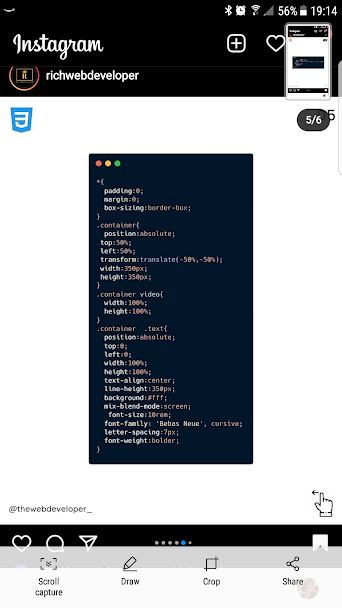 56% 19:14
Instagram
richwebdeveloper
5/6
*{
padding:0;
margin:0;
box-sizing:border-box;
}
.container{
position:absolute;
top:50%;
left:50%;
transform:translate(-50%,-50%);
width:350px;
height:350px;
}
.container video{
width:100%;
height:100%;
}
.container .text{
position:absolute;
top:0;
left:0;
width:100%;
height:100%;
text-align:center;
line-height:350px;
background:#fff;
mix-blend-mode:screen;
font-size:10rem;
font-family: 'Bebas Neue', cursive;
letter-spacing:7px;
font-weight:bolder;
}
@thewebdeveloper_
Scroll capture
Draw
Crop
Share